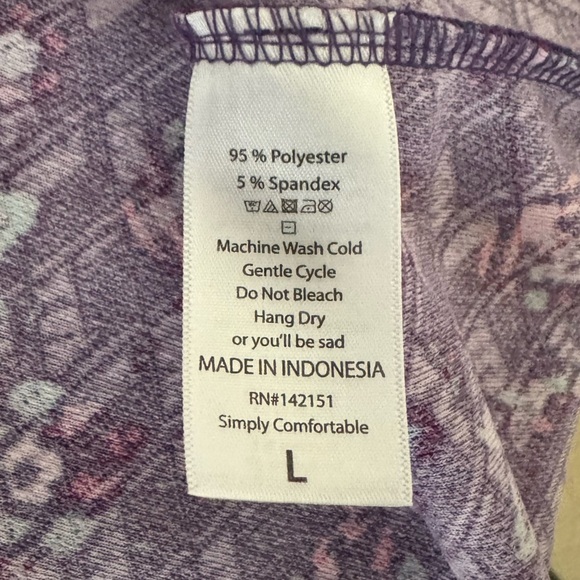 95 % Polyester
5 % Spandex
Machine Wash Cold
Gentle Cycle
Do Not Bleach
Hang Dry
or you'll be sad
MADE IN INDONESIA
RN#142151
Simply Comfortable
L